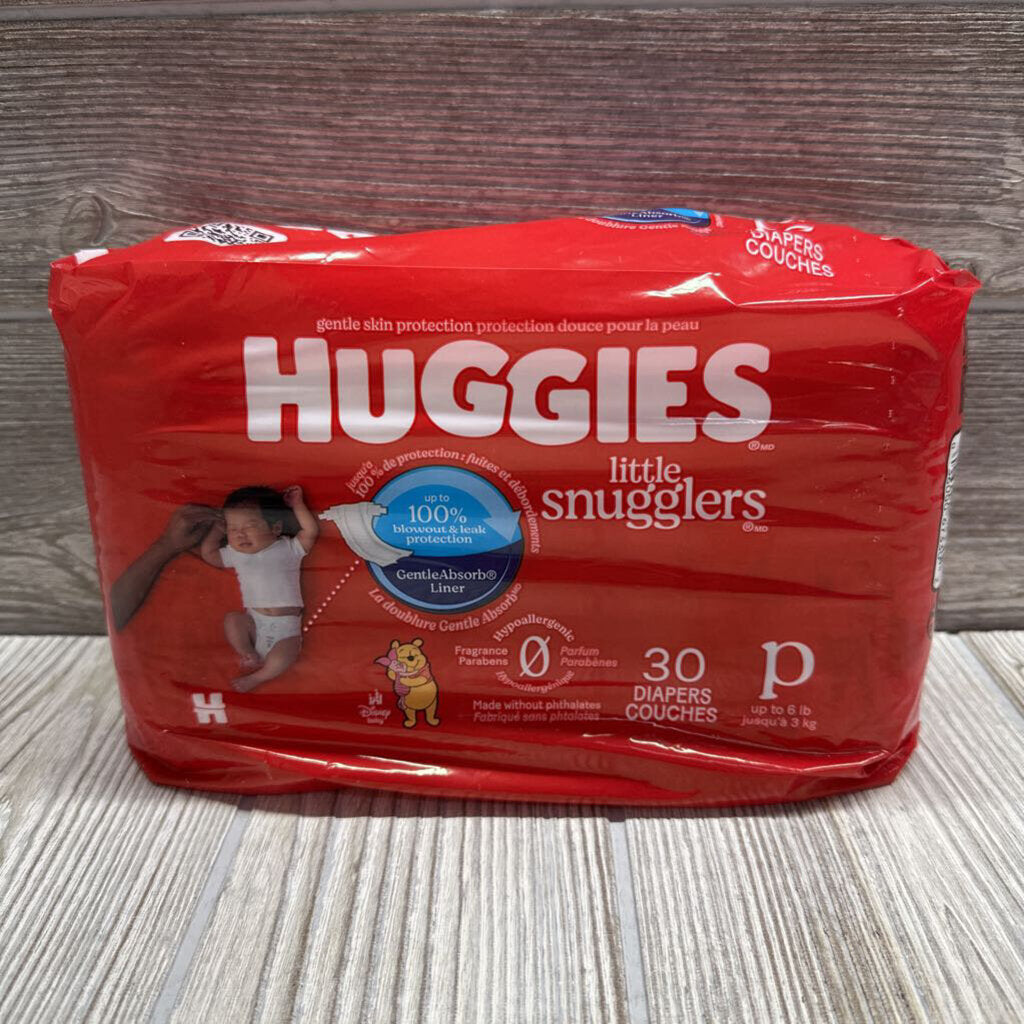 DIAPERS
COUCHES
gentle skin protection protection douce pour la peau
HUGGIES
®MD
little
snugglers
®MD
jusqu'à
100 % de protection : fuites et débordements
up to
100%
blowout & leak
protection
GentleAbsorb®
Liner
La doublure Gentle Absorb
Hypoallergenic
Fragrance
Parabens
Ø
Parfum
Parabènes
Hypoallergénique
Made without phthalates
Fabriqué sans phtalates
30
DIAPERS
COUCHES
p
up to 6 lb
jusqu'à 3 kg
H
Disney
baby